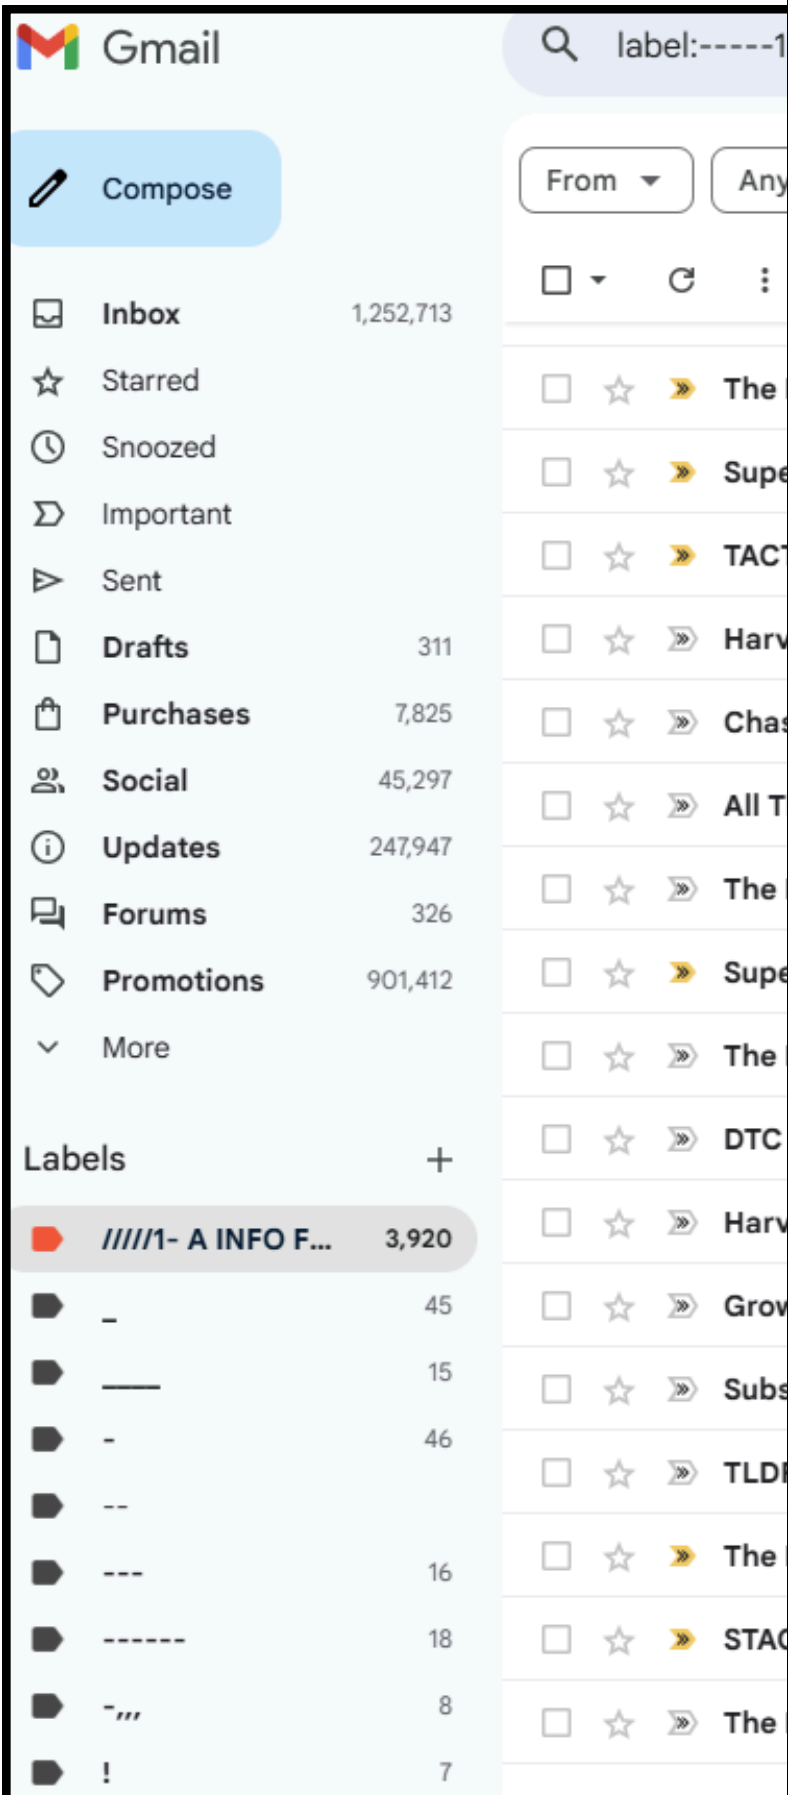 Gmail
label:-----1
Compose
From
Any
Inbox 1,252,713
Starred
Snoozed
Important
Sent
Drafts 311
Purchases 7,825
Social 45,297
Updates 247,947
Forums 326
Promotions 901,412
More
Labels +
/////1- A INFO F... 3,920
_ 45
____ 15
- 46
--
--- 16
------ 18
-,,, 8
! 7
The
Supe
TACT
Harv
Chas
All T
The
Supe
The
DTC
Harv
Grow
Subs
TLDR
The
STAC
The